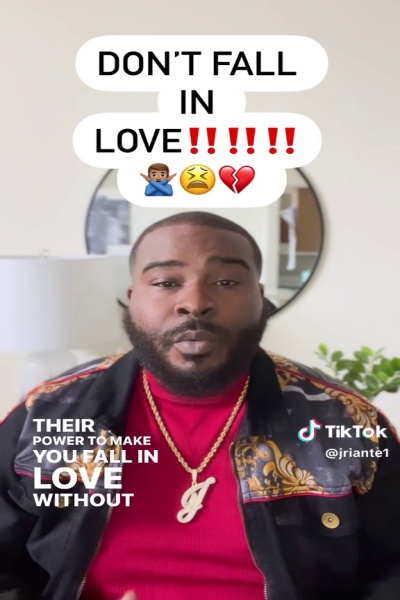 DON'T FALL
IN
LOVE‼️‼️‼️
🙅🏽‍♂️😫💔
THEIR
POWER TO MAKE
YOU FALL IN
LOVE
WITHOUT
TikTok
@jriante1